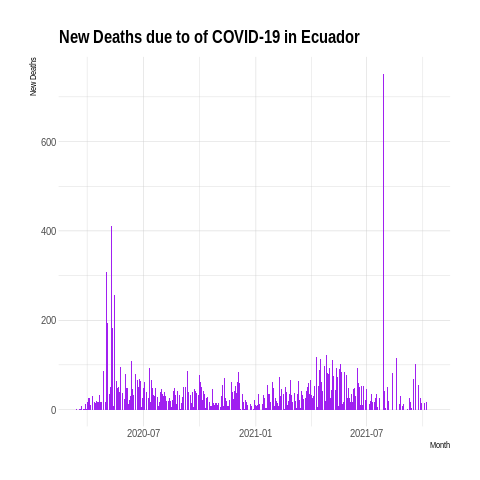 New Deaths due to of COVID-19 in Ecuador
New Deaths
600
400
200
0
2020-07
2021-01
2021-07
Month